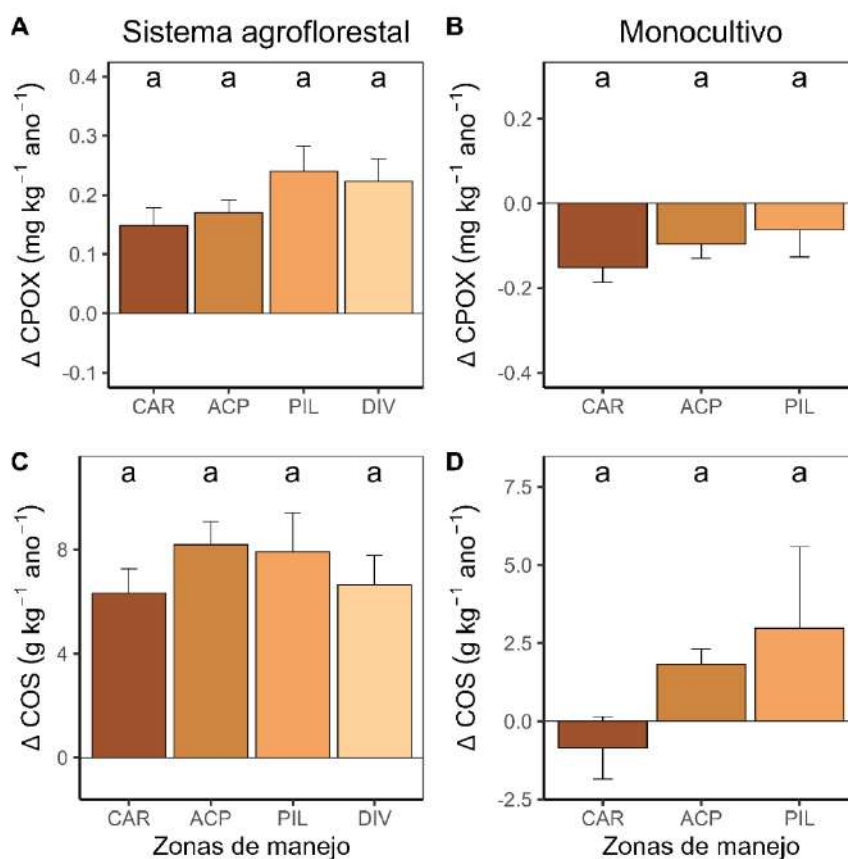 A Sistema agroflorestal
a a a a
Δ CPOX (mg kg⁻¹ ano⁻¹)
0.4
0.3
0.2
0.1
0.0
-0.1
CAR ACP PIL DIV
B Monocultivo
a a a
Δ CPOX (mg kg⁻¹ ano⁻¹)
0.2
0.0
-0.2
-0.4
CAR ACP PIL
C
a a a a
Δ COS (g kg⁻¹ ano⁻¹)
8
4
0
CAR ACP PIL DIV
Zonas de manejo
D
a a a
Δ COS (g kg⁻¹ ano⁻¹)
7.5
5.0
2.5
0.0
-2.5
CAR ACP PIL
Zonas de manejo